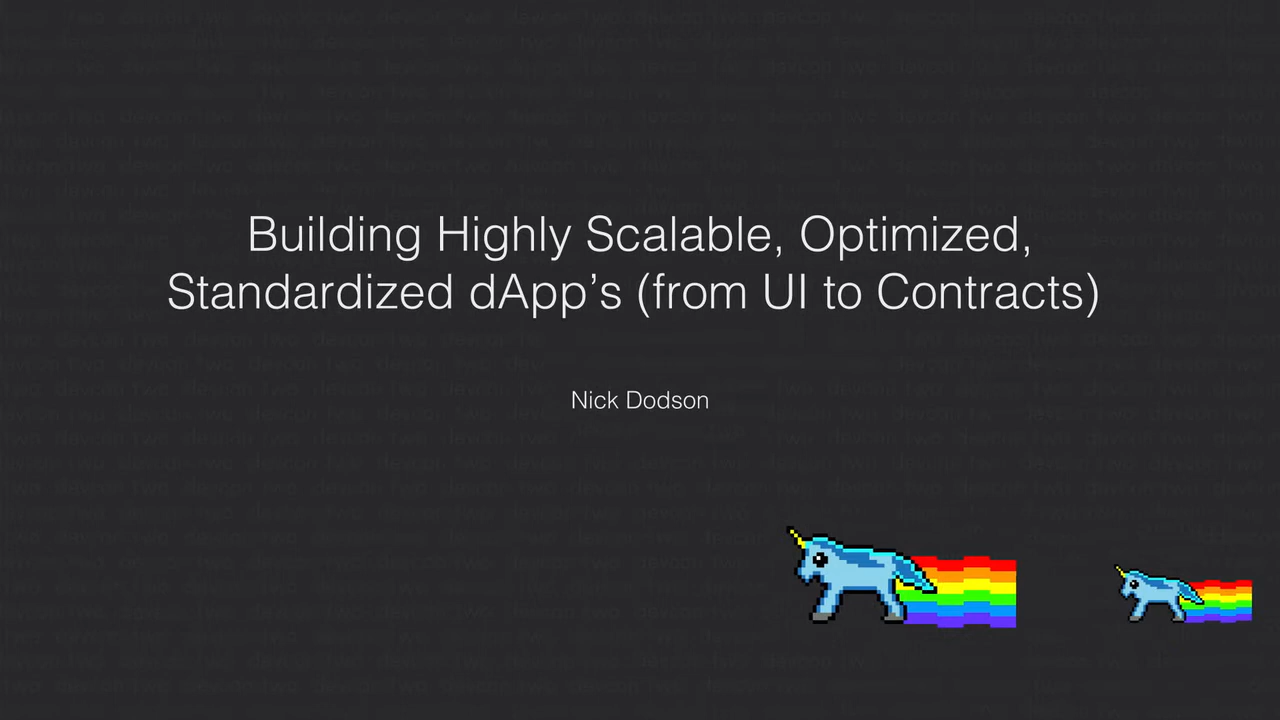 Building Highly Scalable, Optimized,
Standardized dApp’s (from UI to Contracts)
Nick Dodson